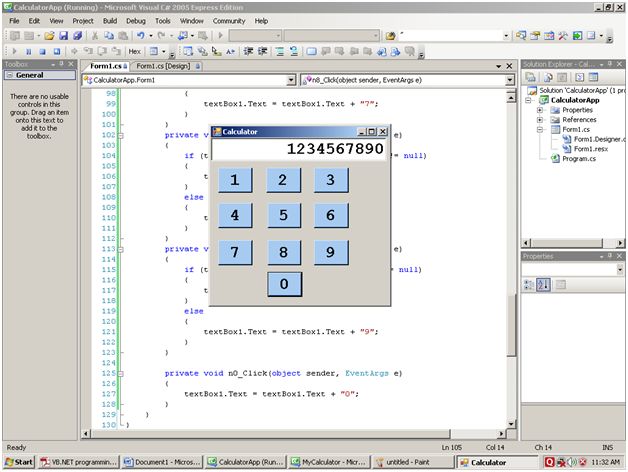 CalculatorApp (Running) - Microsoft Visual C# 2005 Express Edition
File Edit View Project Build Debug Tools Window Community Help
Hex
Toolbox
General
There are no usable
controls in this
group. Drag an item
onto this text to
add it to the
toolbox.
Form1.cs Form1.cs [Design]
CalculatorApp.Form1 n8_Click(object sender, EventArgs e)
98 {
99 textBox1.Text = textBox1.Text + "7";
100 }
101 }
102 private v e)
103 {
104 if (t = null)
105 {
106 t
107 }
108 else
109 {
110 t
111 }
112 }
113 private v e)
114 {
115 if (t = null)
116 {
117 t
118 }
119 else
120 {
121 textBox1.Text = textBox1.Text + "9";
122 }
123 }
124
125 private void n0_Click(object sender, EventArgs e)
126 {
127 textBox1.Text = textBox1.Text + "0";
128 }
129 }
130 }
Calculator
1234567890
1 2 3
4 5 6
7 8 9
0
Solution Explorer - Cal...
Solution 'CalculatorApp' (1 pro
CalculatorApp
Properties
References
Form1.cs
Form1.Designer.c
Form1.resx
Program.cs
Properties
Ready Ln 105 Col 14 Ch 14 INS
Start VB.NET programmin... Document1 - Micros... CalculatorApp (Run... MyCalculator - Micros... untitled - Paint Calculator 11:32 AM